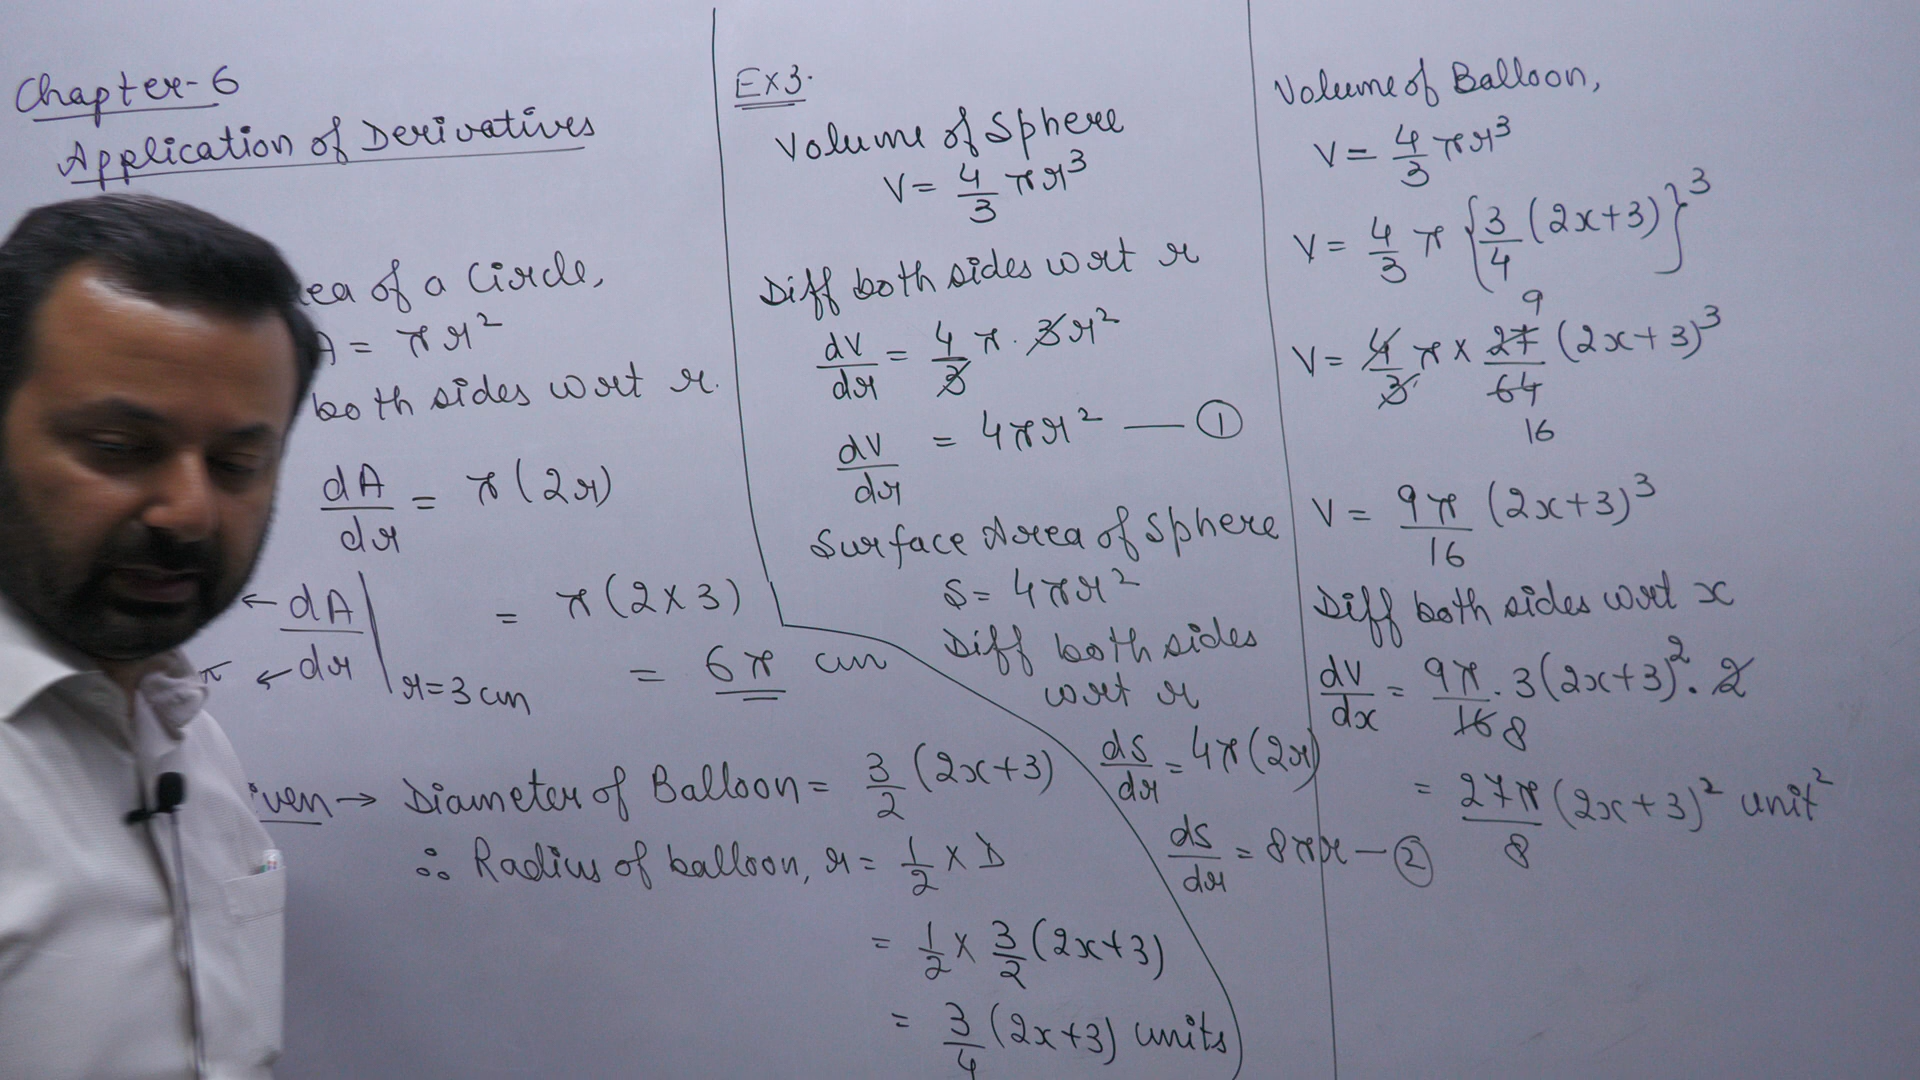 Chapter-6
Application of Derivatives
ea of a Circle,
A = πr²
both sides wrt r.
dA/dr = π(2r)
← dA/dr |r=3cm = π(2×3)
π ←
= 6π cm
iven → Diameter of Balloon = 3/2 (2x+3)
∴ Radius of balloon, r = 1/2 × D
= 1/2 × 3/2 (2x+3)
= 3/4 (2x+3) units
Ex3.
Volume of Sphere
V = 4/3 πr³
Diff both sides wrt r
dV/dr = 4/3 π . 3r²
dV/dr = 4πr² — ①
Surface Area of Sphere
S = 4πr²
Diff both sides
wrt r
dS/dr = 4π(2r)
dS/dr = 8πr — ②
Volume of Balloon,
V = 4/3 πr³
V = 4/3 π {3/4 (2x+3)}³
9
V = 4/3 π × 27/64 (2x+3)³
16
V = 9π/16 (2x+3)³
Diff both sides wrt x
dV/dx = 9π/16 8 . 3(2x+3)² . 2
= 27π/8 (2x+3)² unit²